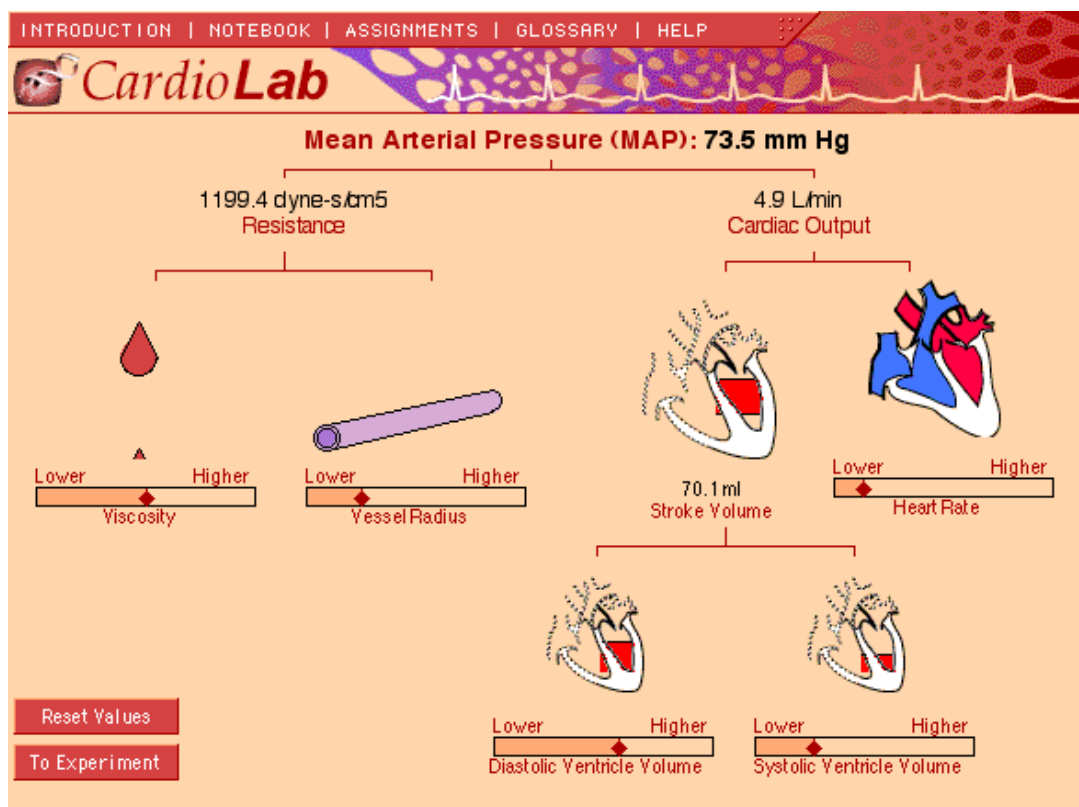 INTRODUCTION | NOTEBOOK | ASSIGNMENTS | GLOSSARY | HELP
CardioLab
Mean Arterial Pressure (MAP): 73.5 mm Hg
1199.4 dyne-s/cm5
Resistance
4.9 L/min
Cardiac Output
Lower Higher
Viscosity
Lower Higher
Vessel Radius
70.1 ml
Stroke Volume
Lower Higher
Heart Rate
Lower Higher
Diastolic Ventricle Volume
Lower Higher
Systolic Ventricle Volume
Reset Values
To Experiment